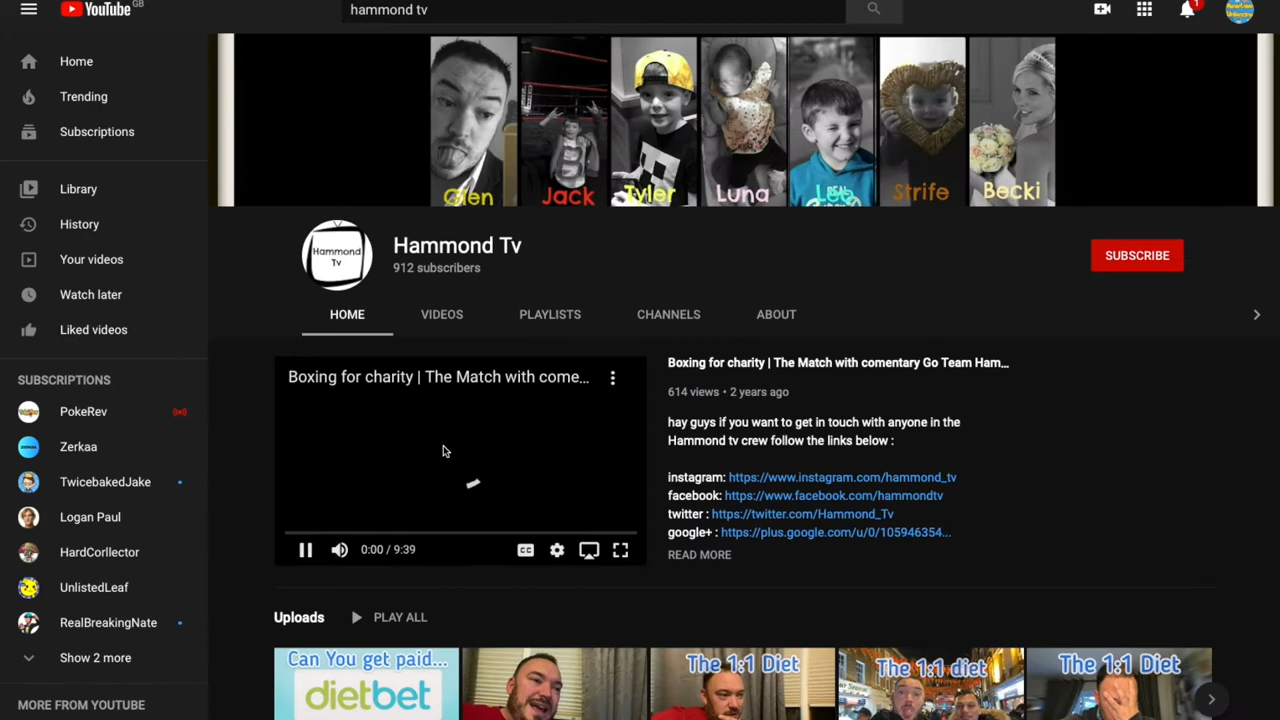 YouTube GB
hammond tv
1
Home
Trending
Subscriptions
Library
History
Your videos
Watch later
Liked videos
SUBSCRIPTIONS
PokeRev
Zerkaa
TwicebakedJake
Logan Paul
HardCorllector
UnlistedLeaf
RealBreakingNate
Show 2 more
MORE FROM YOUTUBE
Glen
Jack
Tyler
Luna
Leo
Strife
Becki
Hammond
Tv
Hammond Tv
912 subscribers
SUBSCRIBE
HOME
VIDEOS
PLAYLISTS
CHANNELS
ABOUT
Boxing for charity | The Match with come...
0:00 / 9:39
CC
Boxing for charity | The Match with comentary Go Team Ham...
614 views • 2 years ago
hay guys if you want to get in touch with anyone in the
Hammond tv crew follow the links below :
instagram: https://www.instagram.com/hammond_tv
facebook: https://www.facebook.com/hammondtv
twitter : https://twitter.com/Hammond_Tv
google+ : https://plus.google.com/u/0/105946354...
READ MORE
Uploads
PLAY ALL
Can You get paid...
dietbet
The 1:1 Diet
The 1:1 diet
The 1:1 Diet